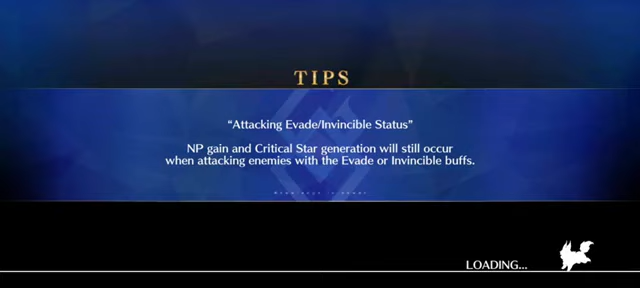 TIPS
“Attacking Evade/Invincible Status”
NP gain and Critical Star generation will still occur
when attacking enemies with the Evade or Invincible buffs.
LOADING...